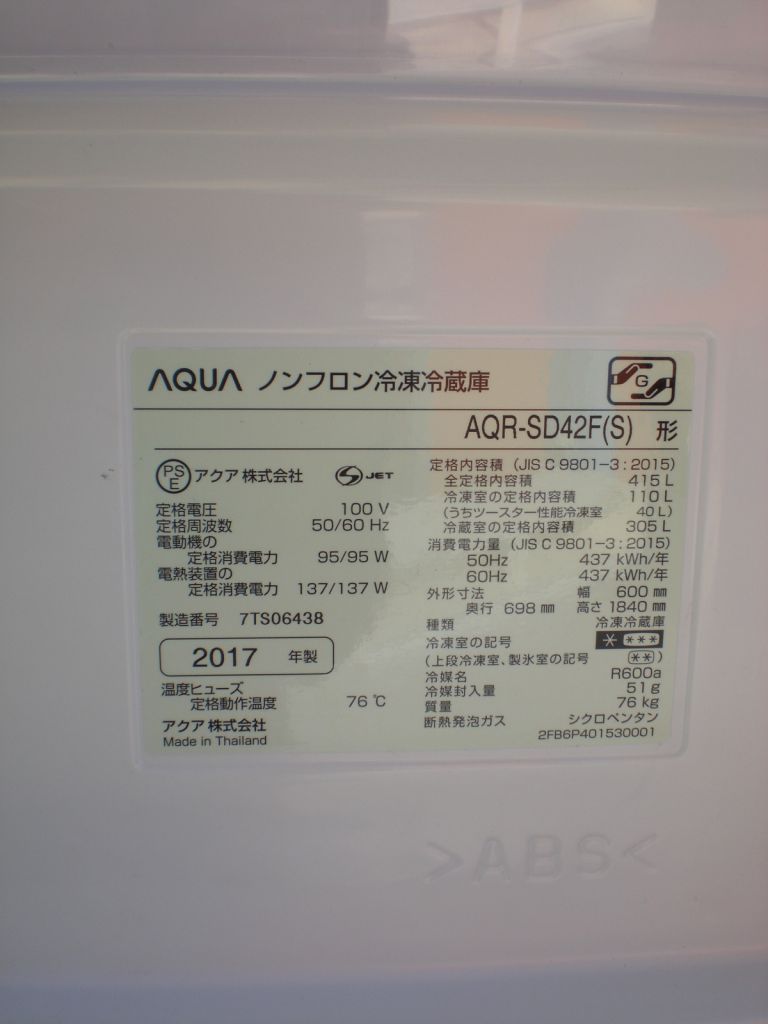 AQUA ノンフロン冷凍冷蔵庫
G
AQR-SD42F(S) 形
PS E アクア 株式会社 S JET
定格電圧 100 V
定格周波数 50/60 Hz
電動機の
定格消費電力 95/95 W
電熱装置の
定格消費電力 137/137 W
製造番号 7TS06438
2017 年製
温度ヒューズ
定格動作温度 76 ℃
アクア 株式会社
Made in Thailand
定格内容積 (JIS C 9801-3 : 2015)
全定格内容積 415 L
冷凍室の定格内容積 110 L
(うちツースター性能冷凍室 40 L)
冷蔵室の定格内容積 305 L
消費電力量 (JIS C 9801-3 : 2015)
50Hz 437 kWh/年
60Hz 437 kWh/年
外形寸法 幅 600 ㎜
奥行 698 ㎜ 高さ 1840 ㎜
種類 冷凍冷蔵庫
冷凍室の記号 * ***
(上段冷凍室、製氷室の記号 **)
冷媒名 R600a
冷媒封入量 51 g
質量 76 kg
断熱発泡ガス シクロペンタン
2FB6P401530001
>ABS<